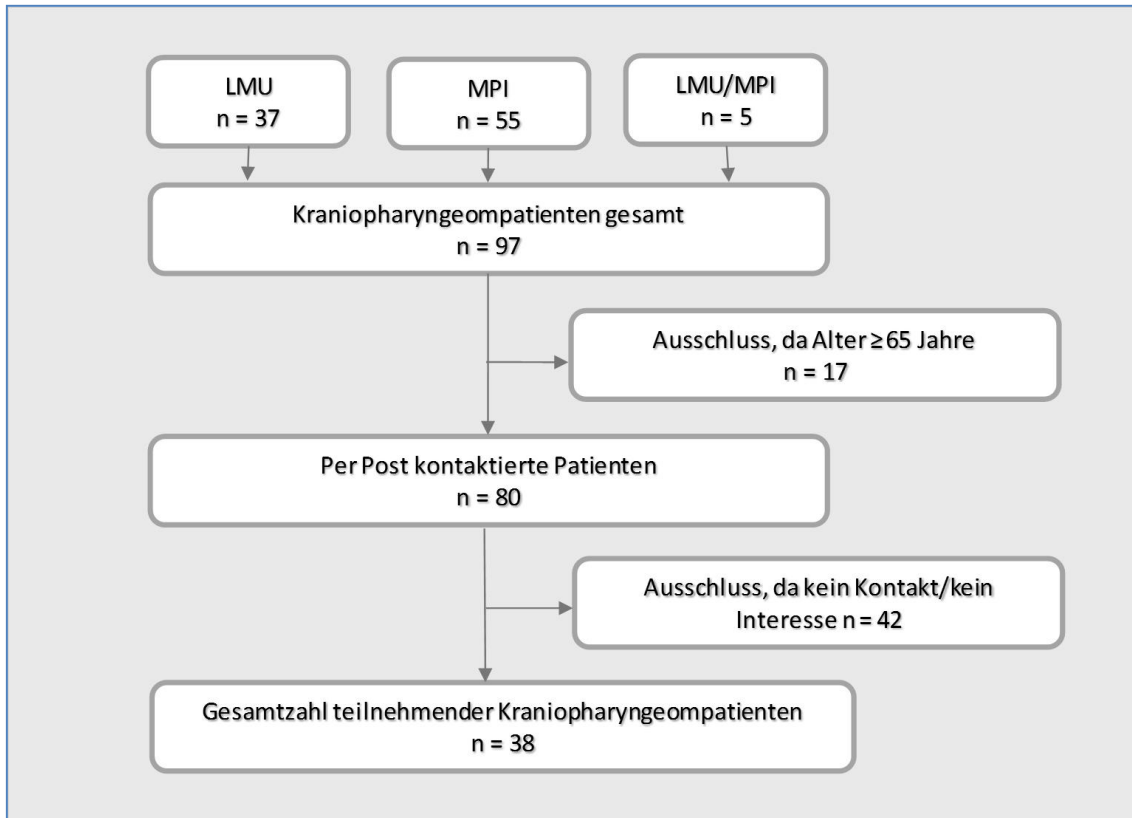 LMU
n = 37
MPI
n = 55
LMU/MPI
n = 5
Kraniopharyngeompatienten gesamt
n = 97
Ausschluss, da Alter ≥65 Jahre
n = 17
Per Post kontaktierte Patienten
n = 80
Ausschluss, da kein Kontakt/kein
Interesse n = 42
Gesamtzahl teilnehmender Kraniopharyngeompatienten
n = 38